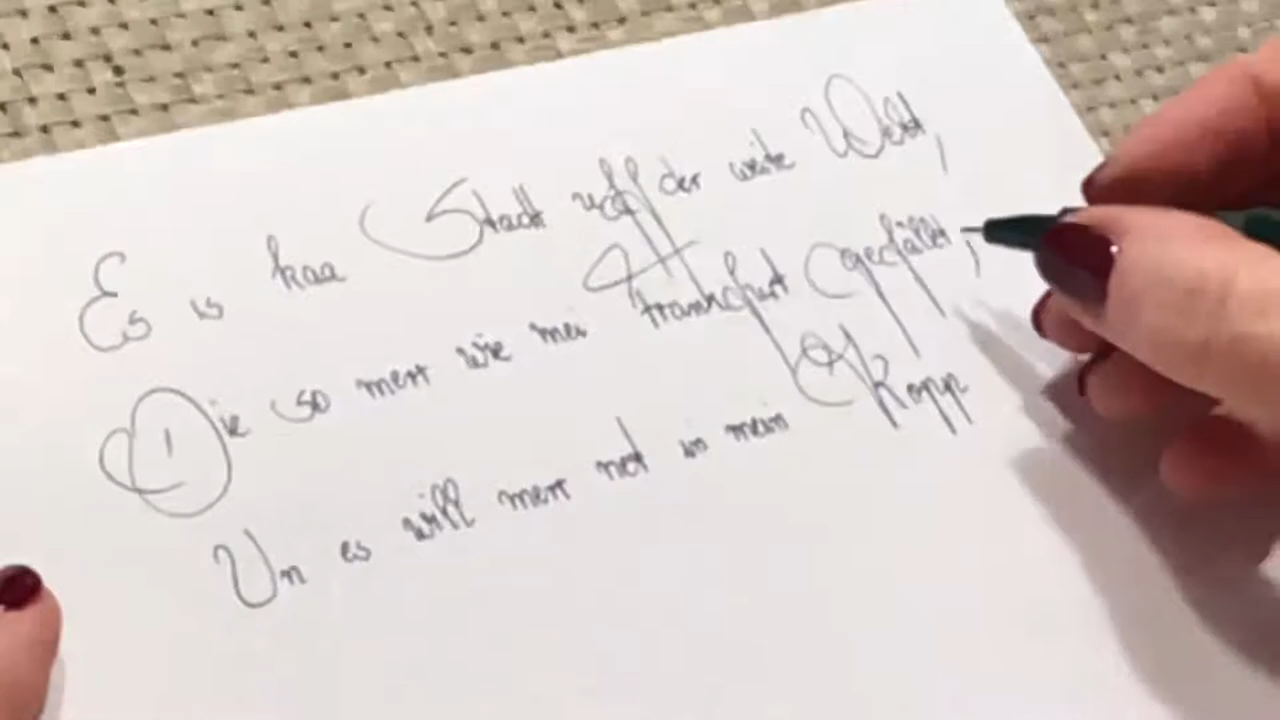 Es is kaa Stadt uff der weite Welt,
Die so merr wie mei Frankfurt gefällt,
Un es will merr net in mein Kopp